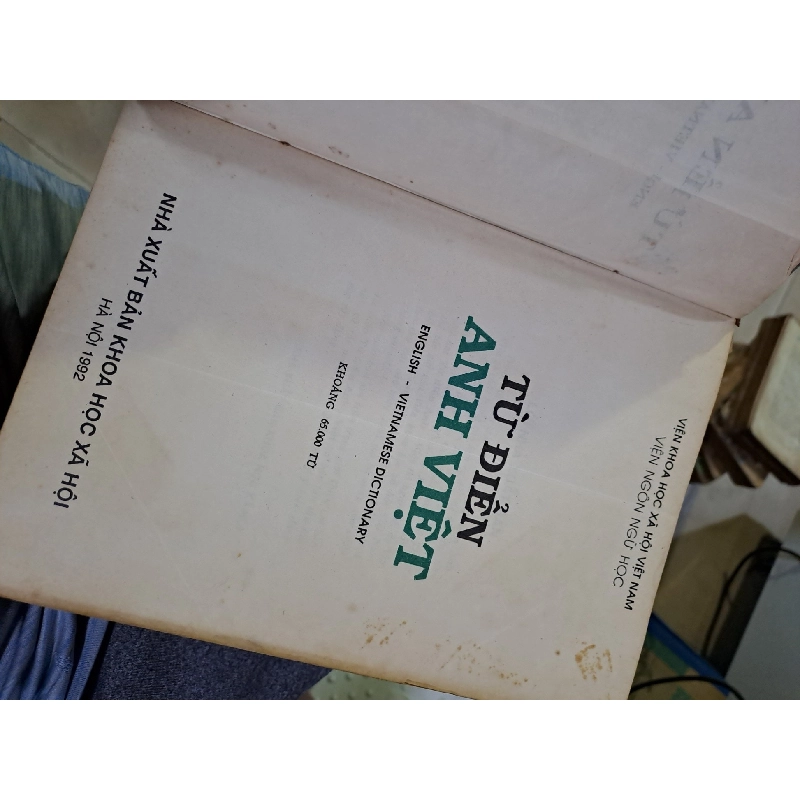 VIỆN KHOA HỌC XÃ HỘI VIỆT NAM
VIỆN NGÔN NGỮ HỌC
TỪ ĐIỂN
ANH VIỆT
ENGLISH - VIETNAMESE DICTIONARY
KHOẢNG 65.000 TỪ
NHÀ XUẤT BẢN KHOA HỌC XÃ HỘI
HÀ NỘI 1992